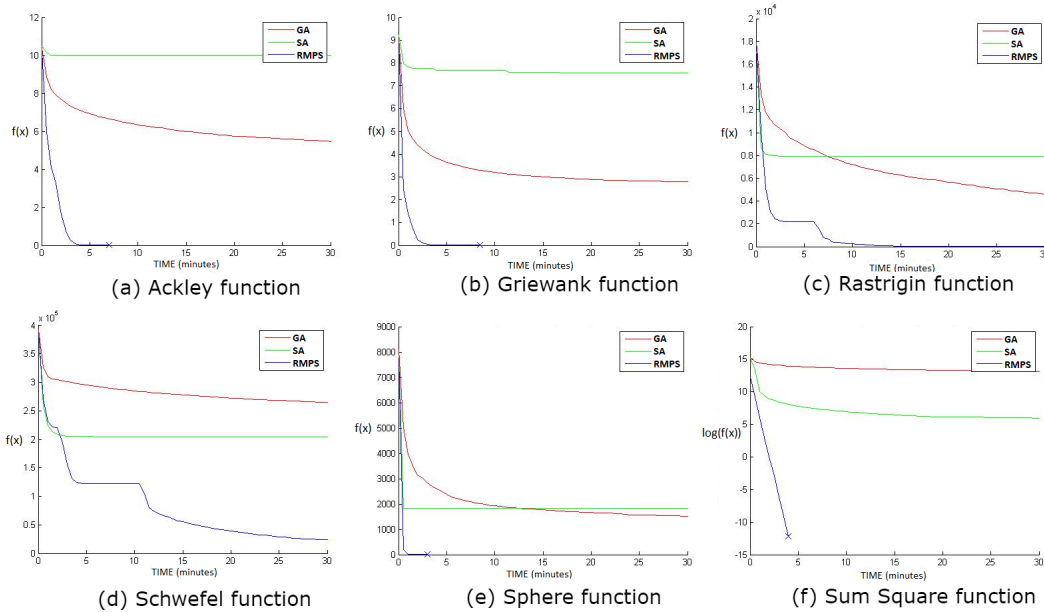 12
10
8
6
4
2
0
f(x)
GA
SA
RMPS
0 5 10 15 20 25 30
TIME (minutes)
(a) Ackley function
10
9
8
7
6
5
4
3
2
1
0
f(x)
GA
SA
RMPS
0 5 10 15 20 25 30
TIME (minutes)
(b) Griewank function
x 10⁴
2
1.8
1.6
1.4
1.2
1
0.8
0.6
0.4
0.2
0
f(x)
GA
SA
RMPS
0 5 10 15 20 25 30
TIME (minutes)
(c) Rastrigin function
x 10⁵
4
3.5
3
2.5
2
1.5
1
0.5
0
f(x)
GA
SA
RMPS
0 5 10 15 20 25 30
TIME (minutes)
(d) Schwefel function
9000
8000
7000
6000
5000
4000
3000
2000
1000
0
f(x)
GA
SA
RMPS
0 5 10 15 20 25 30
TIME (minutes)
(e) Sphere function
20
15
10
5
0
-5
-10
-15
log(f(x))
GA
SA
RMPS
0 5 10 15 20 25 30
TIME (minutes)
(f) Sum Square function